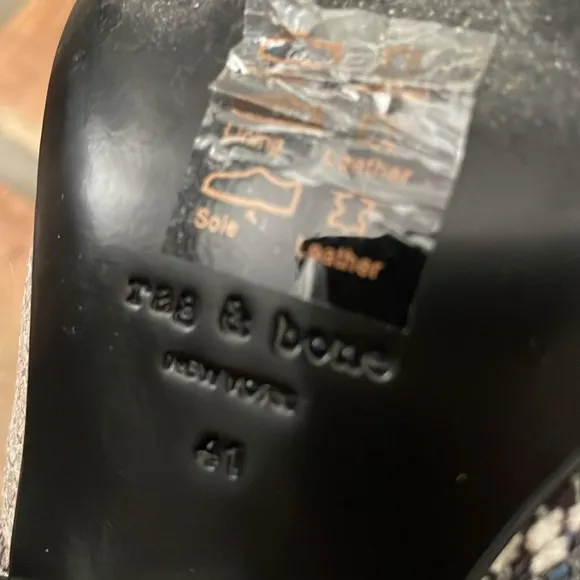 Lining Leather
Sole Leather
rag & bone
NEW YORK
41